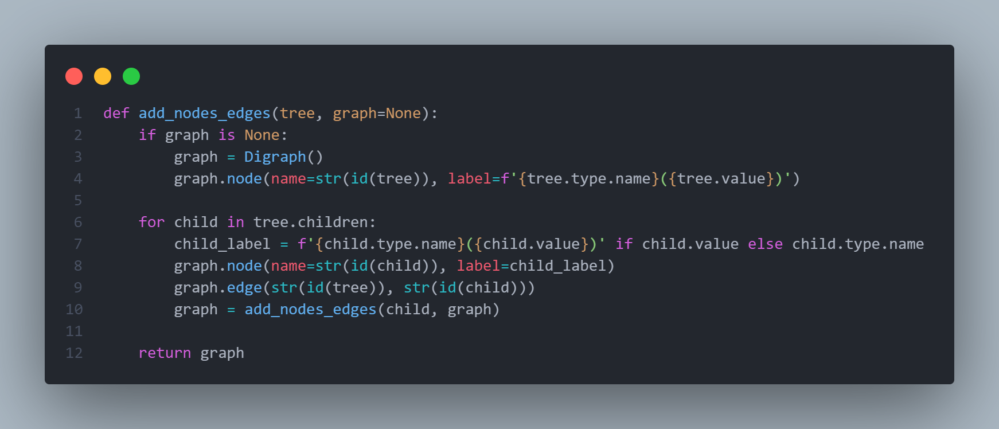 1 def add_nodes_edges(tree, graph=None):
2     if graph is None:
3         graph = Digraph()
4         graph.node(name=str(id(tree)), label=f'{tree.type.name}({tree.value})')
5
6     for child in tree.children:
7         child_label = f'{child.type.name}({child.value})' if child.value else child.type.name
8         graph.node(name=str(id(child)), label=child_label)
9         graph.edge(str(id(tree)), str(id(child)))
10         graph = add_nodes_edges(child, graph)
11
12     return graph